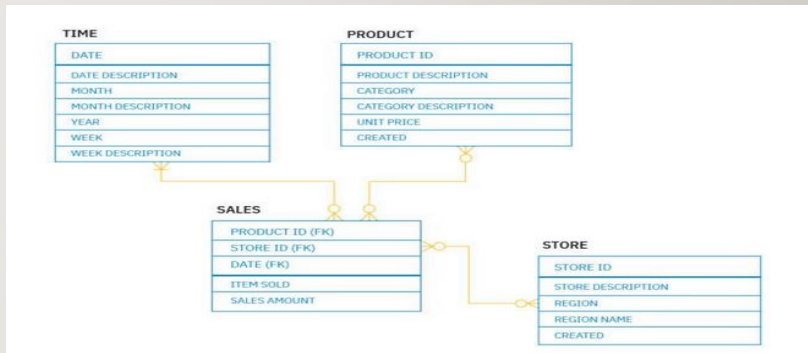 TIME
DATE
DATE DESCRIPTION
MONTH
MONTH DESCRIPTION
YEAR
WEEK
WEEK DESCRIPTION
PRODUCT
PRODUCT ID
PRODUCT DESCRIPTION
CATEGORY
CATEGORY DESCRIPTION
UNIT PRICE
CREATED
SALES
PRODUCT ID (FK)
STORE ID (FK)
DATE (FK)
ITEM SOLD
SALES AMOUNT
STORE
STORE ID
STORE DESCRIPTION
REGION
REGION NAME
CREATED